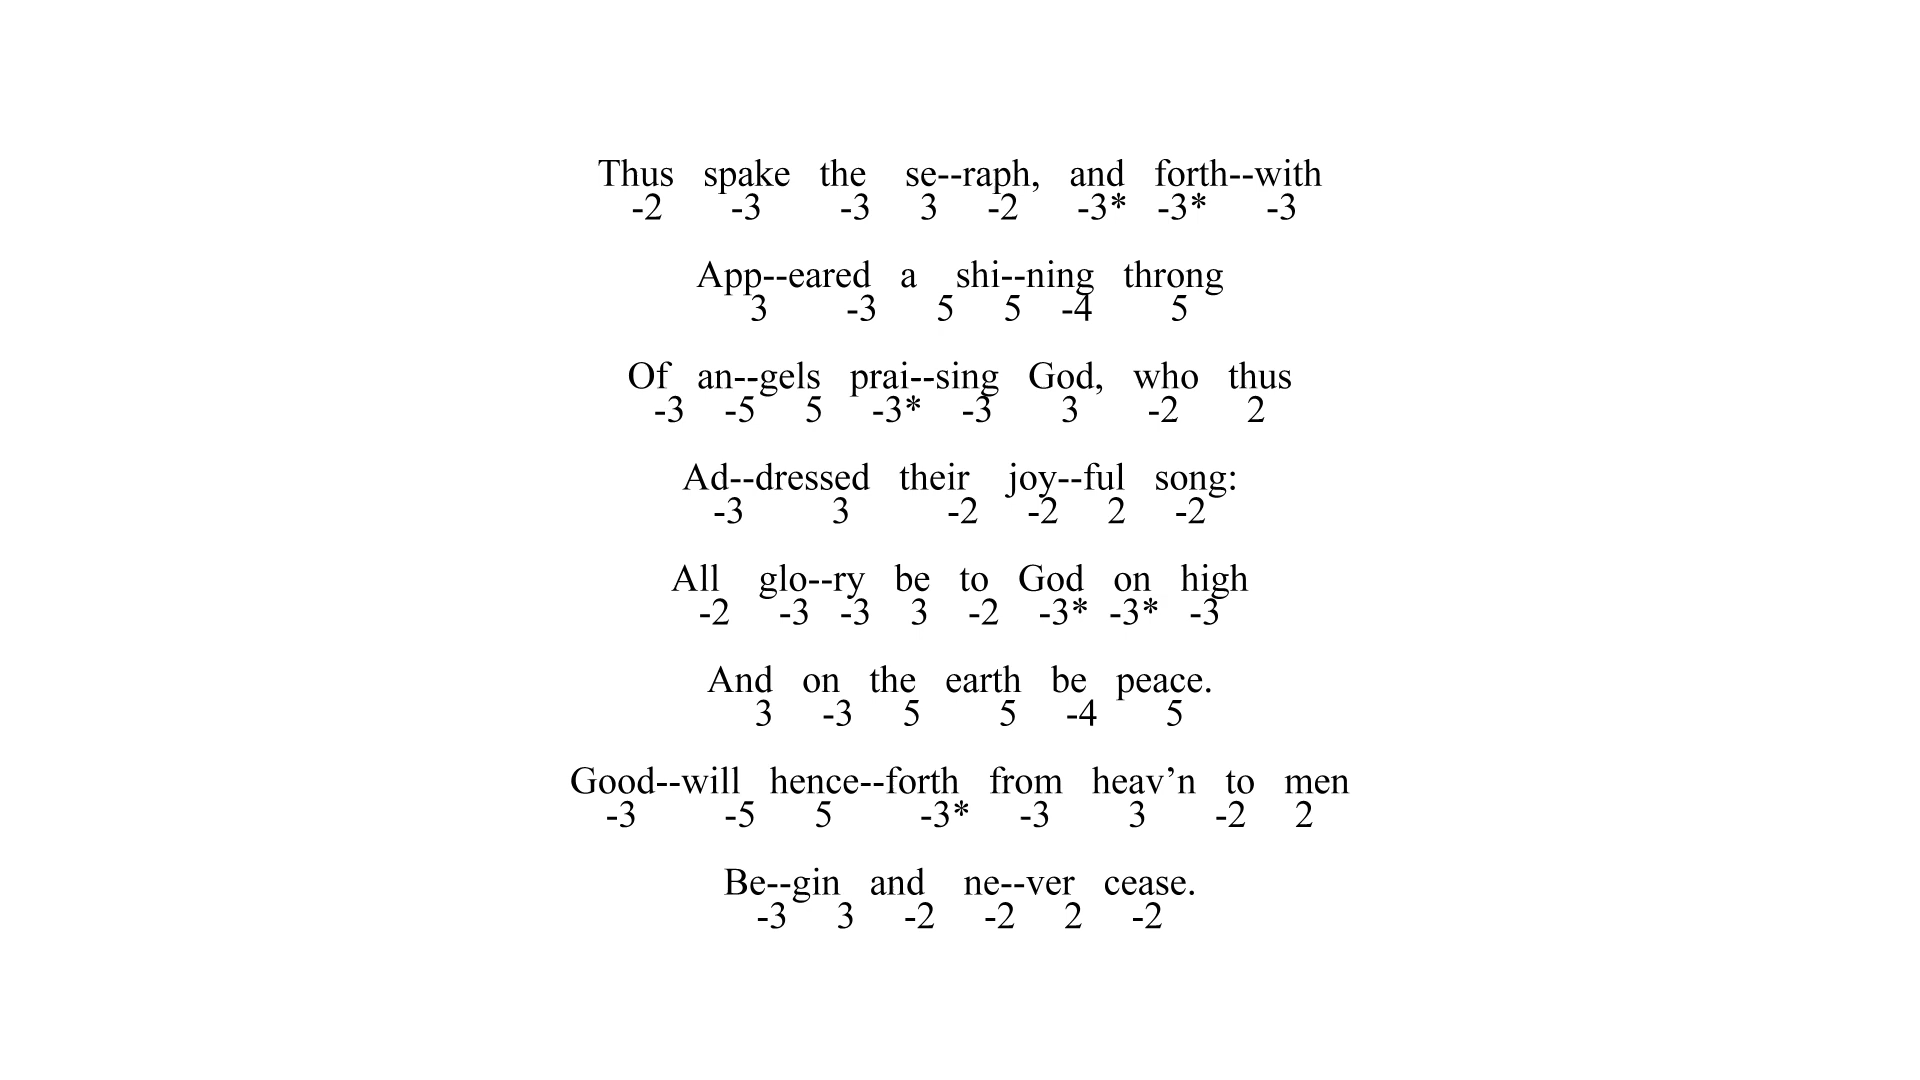 Thus spake the se--raph, and forth--with
-2 -3 -3 3 -2 -3* -3* -3
App--eared a shi--ning throng
3 -3 5 5 -4 5
Of an--gels prai--sing God, who thus
-3 -5 5 -3* -3 3 -2 2
Ad--dressed their joy--ful song:
-3 3 -2 -2 2 -2
All glo--ry be to God on high
-2 -3 -3 3 -2 -3* -3* -3
And on the earth be peace.
3 -3 5 5 -4 5
Good--will hence--forth from heav’n to men
-3 -5 5 -3* -3 3 -2 2
Be--gin and ne--ver cease.
-3 3 -2 -2 2 -2